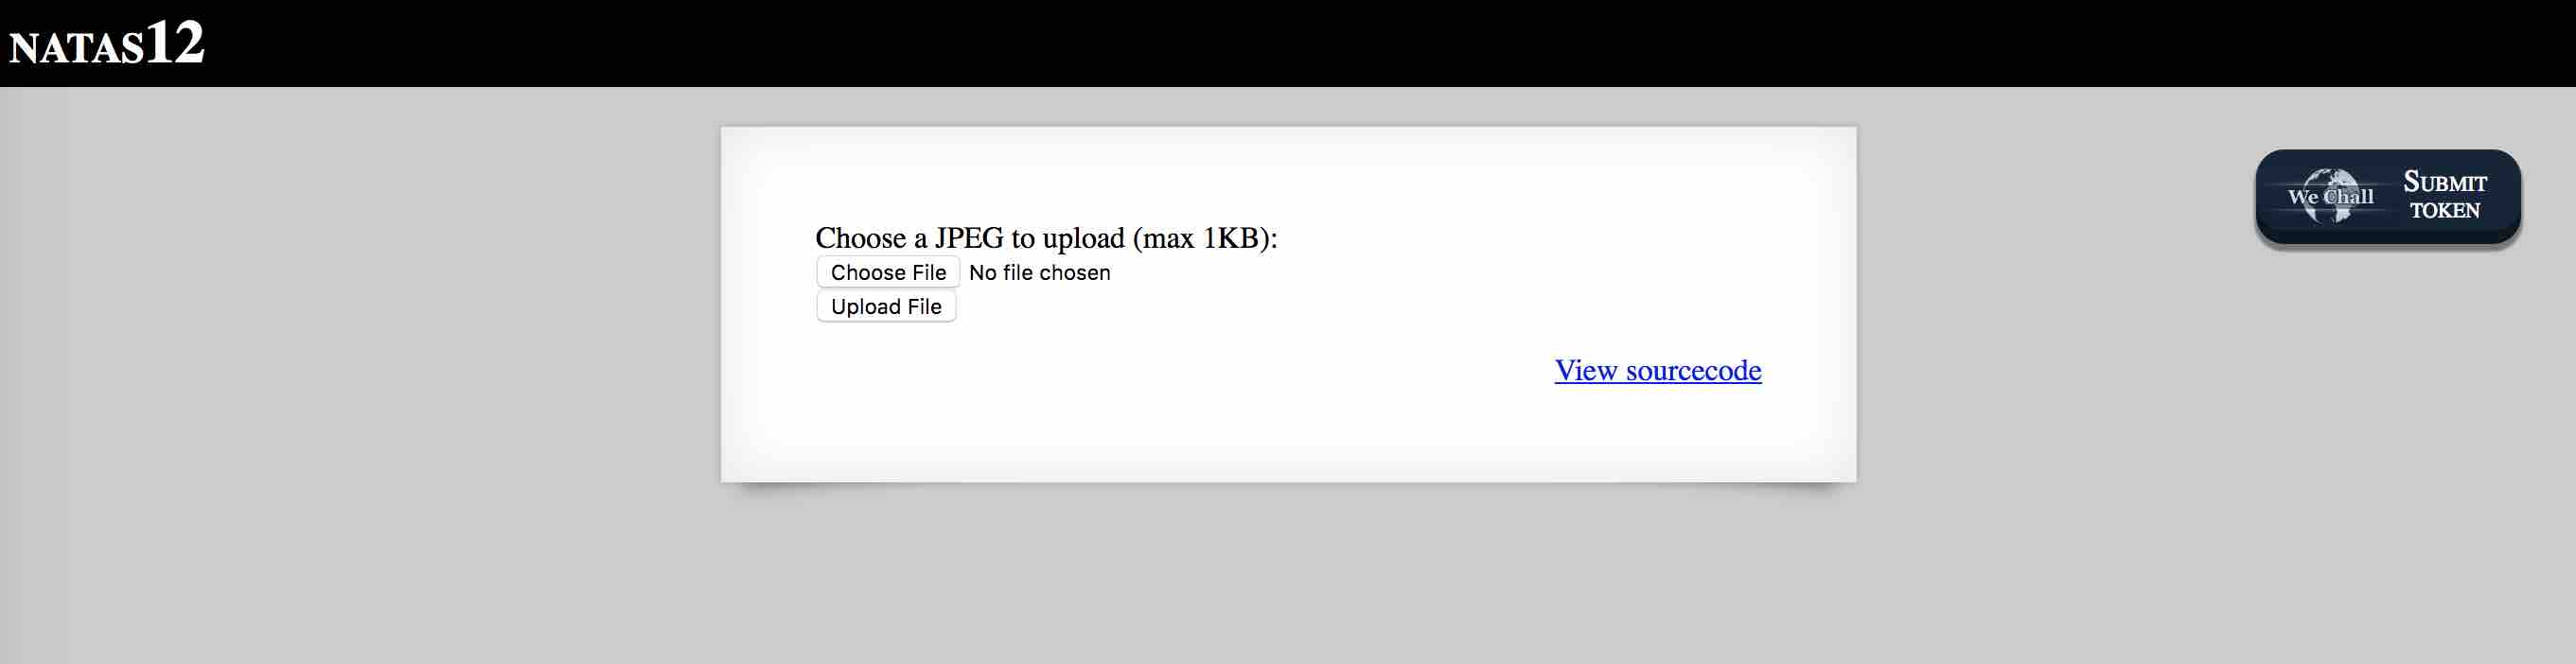 NATAS12
Choose a JPEG to upload (max 1KB):
Choose File No file chosen
Upload File
View sourcecode
We Chall
SUBMIT
TOKEN